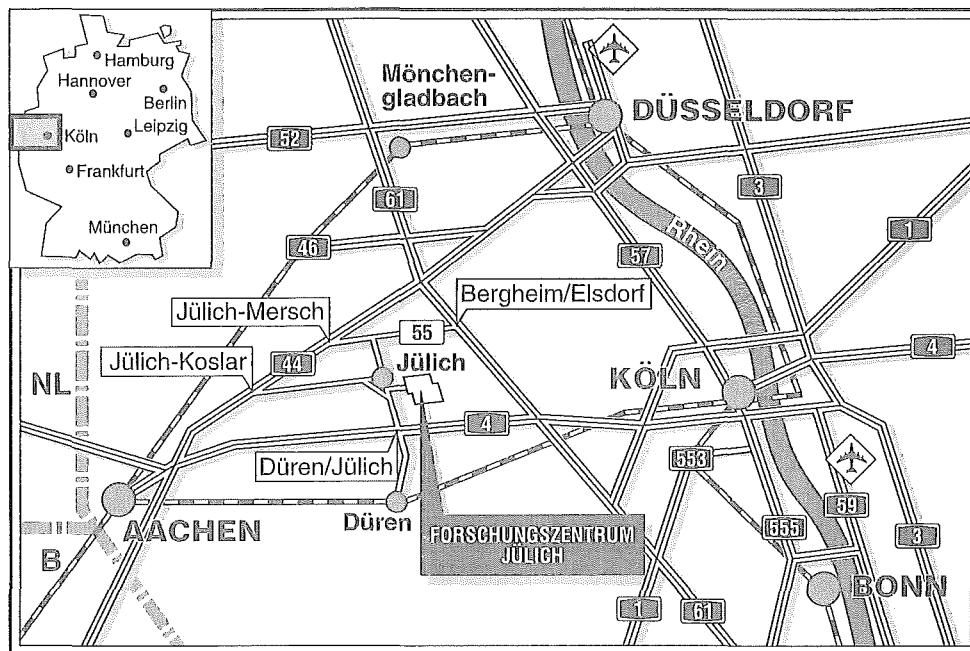 Hamburg
Hannover
Berlin
Leipzig
Köln
Frankfurt
München
Mönchen-
gladbach
DÜSSELDORF
52
3
61
1
46
57
Rhein
Bergheim/Elsdorf
Jülich-Mersch
55
4
Jülich-Koslar
44
Jülich
NL
KÖLN
4
Düren/Jülich
553
Düren
59
AACHEN
FORSCHUNGSZENTRUM
JÜLICH
555
3
B
BONN
1
61